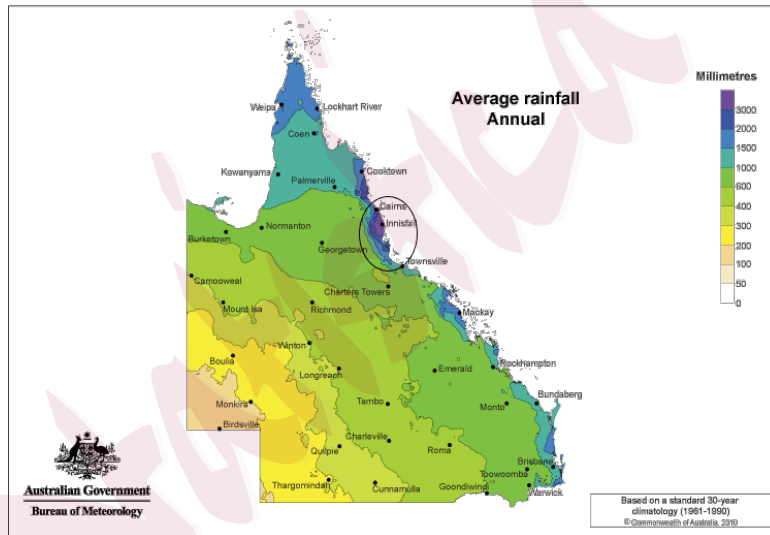 Average rainfall
Annual
Millimetres
3000
2000
1000
600
400
300
200
100
50
0
Weipa
Lockhart River
Coen
Cooktown
Kowanyama
Palmerville
Cairns
Innisfail
Normanton
Burketown
Georgetown
Townsville
Camooweal
Charters Towers
Mount Isa
Richmond
Mackay
Winton
Boulia
Rockhampton
Longreach
Emerald
Bundaberg
Monkira
Tambo
Monto
Birdsville
Charleville
Quilpie
Roma
Brisbane
Toowoomba
Thargomindah
Cunnamulla
Goondiwindi
Warwick
Australian Government
Bureau of Meteorology
Based on a standard 30-year
climatology (1961-1990)
© Commonwealth of Australia, 2010